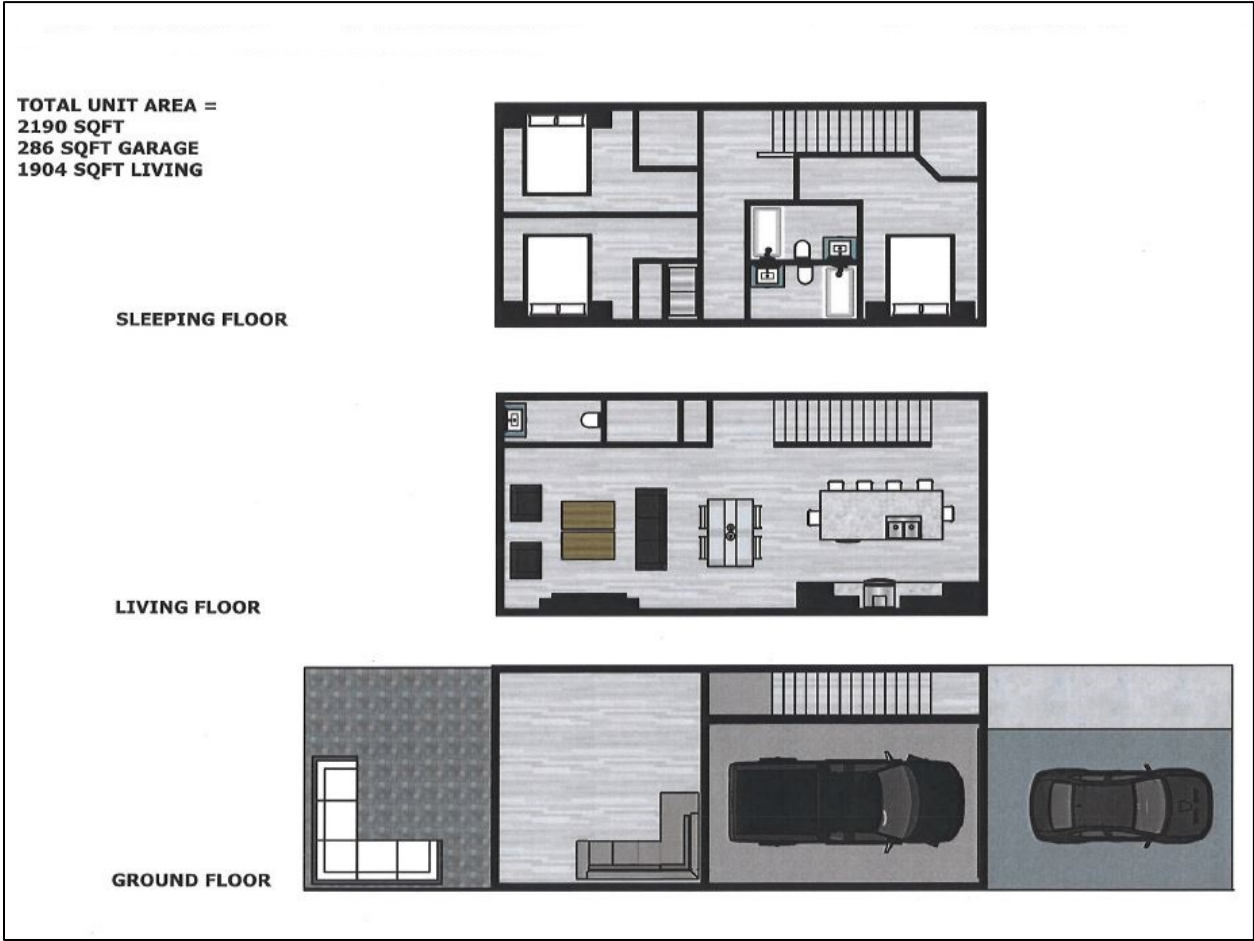 TOTAL UNIT AREA =
2190 SQFT
286 SQFT GARAGE
1904 SQFT LIVING
SLEEPING FLOOR
LIVING FLOOR
GROUND FLOOR